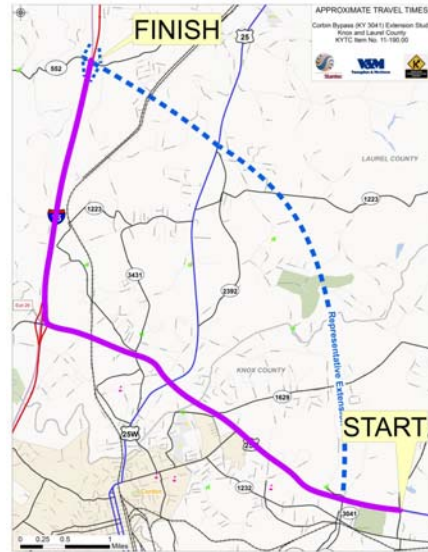 APPROXIMATE TRAVEL TIMES
Corbin Bypass (KY 3041) Extension Study
Knox and Laurel County
KYTC Item No. 11-190.00
Stantec
FINISH
25
552
LAUREL COUNTY
1223
1223
3431
2392
Representative Extension
KNOX COUNTY
1629
START
25W
1232
Corbin
3041
0 0.25 0.5 1
Miles